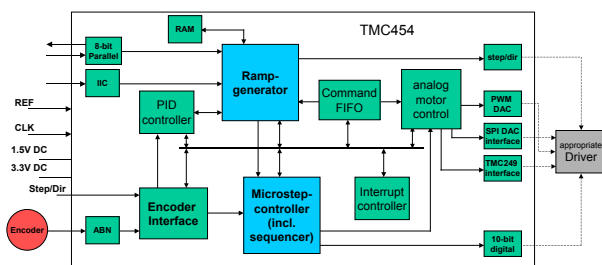 TMC454
8-bit
Parallel
RAM
step/dir
Ramp-
generator
IIC
Command
FIFO
analog
motor
control
PID
controller
PWM
DAC
REF
CLK
SPI DAC
interface
appropriate
Driver
1.5V DC
3.3V DC
TMC249
interface
Step/Dir
Encoder
Interface
Microstep-
controller
(incl.
sequencer)
Interrupt
controller
Encoder
ABN
10-bit
digital